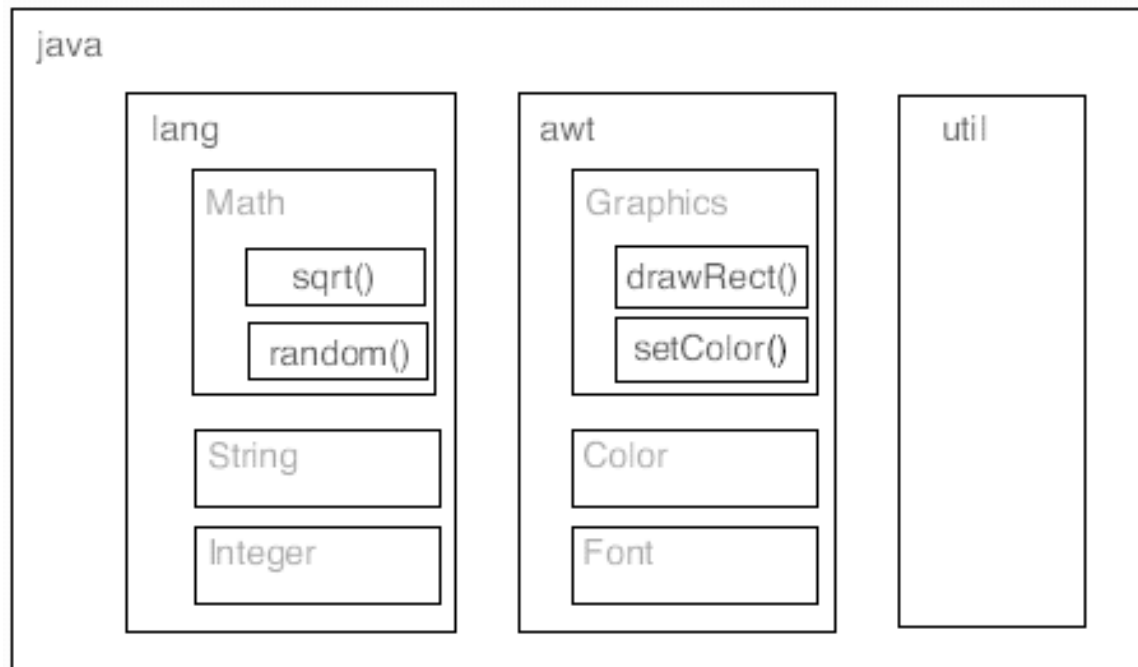 java
lang
Math
sqrt()
random()
String
Integer
awt
Graphics
drawRect()
setColor()
Color
Font
util